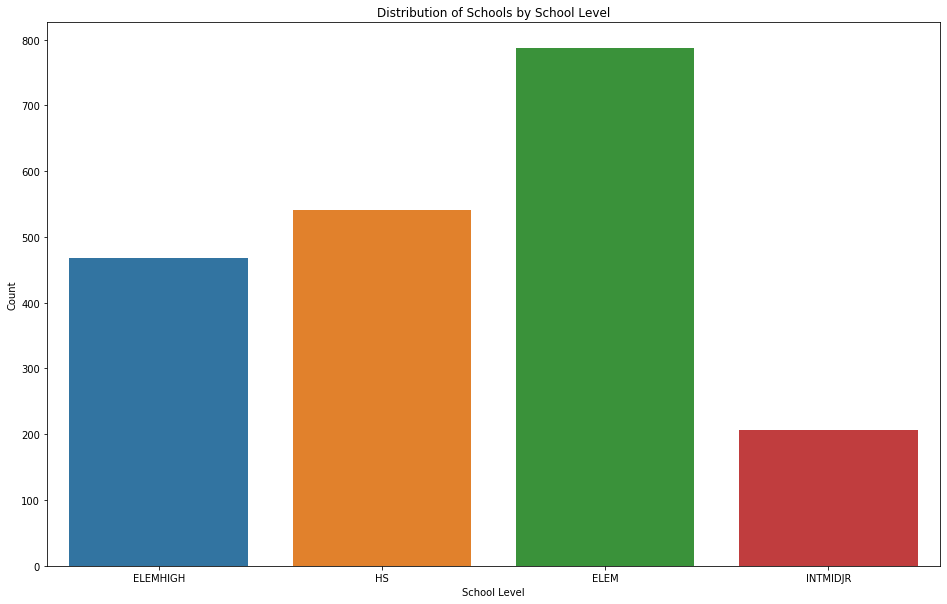 Distribution of Schools by School Level
800
700
600
500
400
300
200
100
0
Count
ELEMHIGH HS ELEM INTMIDJR
School Level